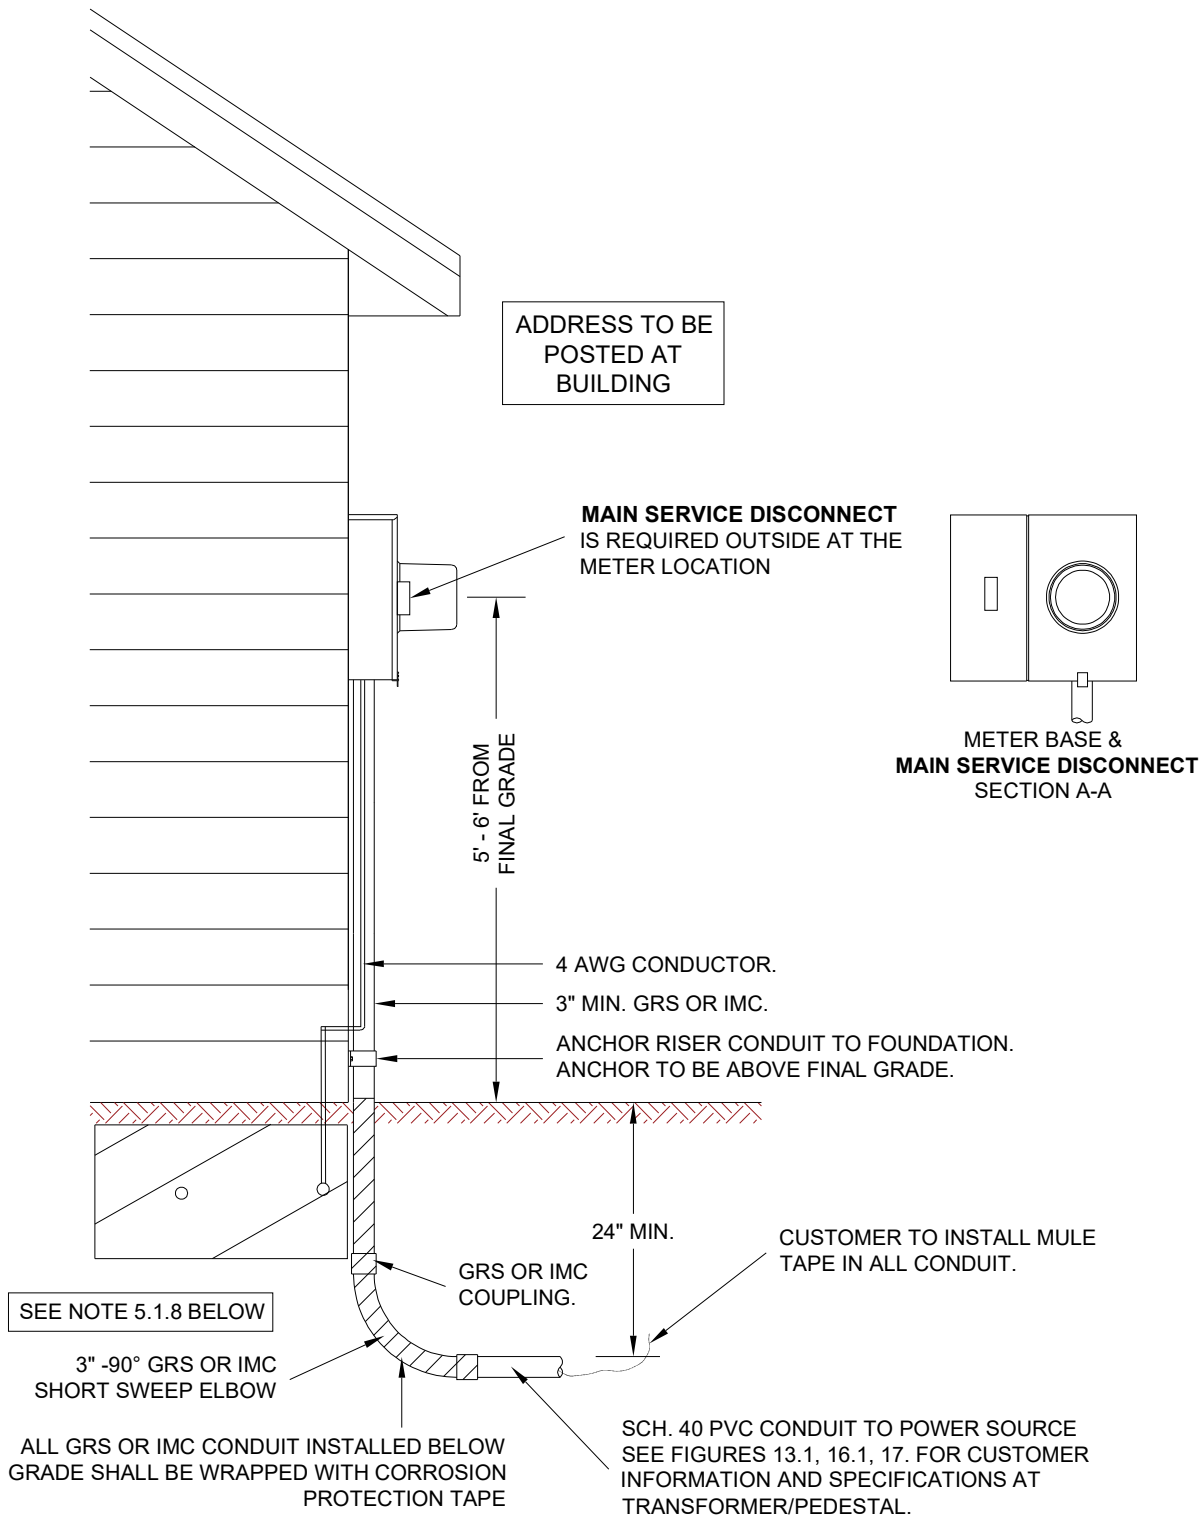 ADDRESS TO BE
POSTED AT
BUILDING
MAIN SERVICE DISCONNECT
IS REQUIRED OUTSIDE AT THE
METER LOCATION
METER BASE &
MAIN SERVICE DISCONNECT
SECTION A-A
5' - 6' FROM
FINAL GRADE
4 AWG CONDUCTOR.
3" MIN. GRS OR IMC.
ANCHOR RISER CONDUIT TO FOUNDATION.
ANCHOR TO BE ABOVE FINAL GRADE.
24" MIN.
CUSTOMER TO INSTALL MULE
TAPE IN ALL CONDUIT.
GRS OR IMC
COUPLING.
SEE NOTE 5.1.8 BELOW
3" -90° GRS OR IMC
SHORT SWEEP ELBOW
ALL GRS OR IMC CONDUIT INSTALLED BELOW
GRADE SHALL BE WRAPPED WITH CORROSION
PROTECTION TAPE
SCH. 40 PVC CONDUIT TO POWER SOURCE
SEE FIGURES 13.1, 16.1, 17. FOR CUSTOMER
INFORMATION AND SPECIFICATIONS AT
TRANSFORMER/PEDESTAL.